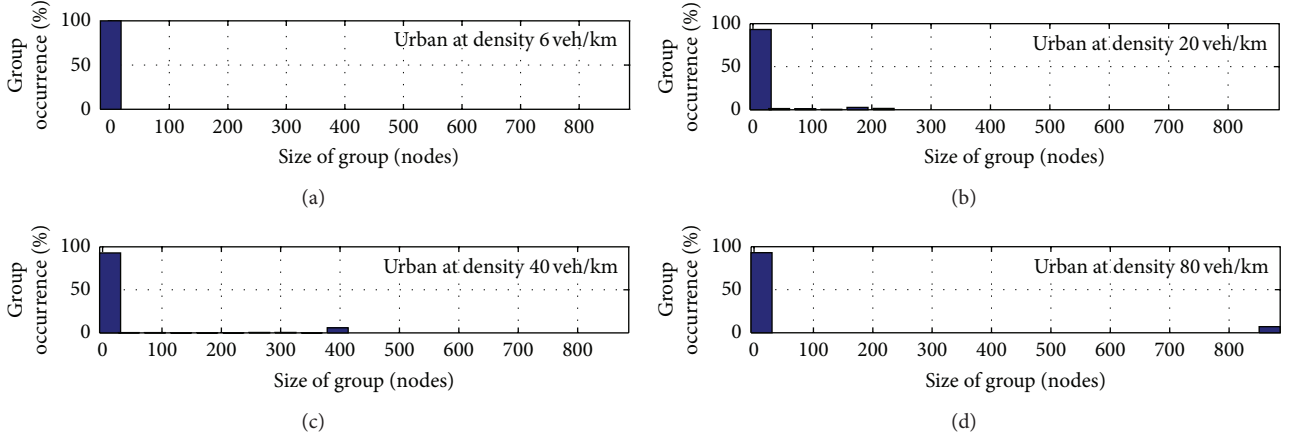 Group
occurrence (%)
100
50
0
Urban at density 6 veh/km
0 100 200 300 400 500 600 700 800
Size of group (nodes)
(a)
Group
occurrence (%)
100
50
0
Urban at density 20 veh/km
0 100 200 300 400 500 600 700 800
Size of group (nodes)
(b)
Group
occurrence (%)
100
50
0
Urban at density 40 veh/km
0 100 200 300 400 500 600 700 800
Size of group (nodes)
(c)
Group
occurrence (%)
100
50
0
Urban at density 80 veh/km
0 100 200 300 400 500 600 700 800
Size of group (nodes)
(d)